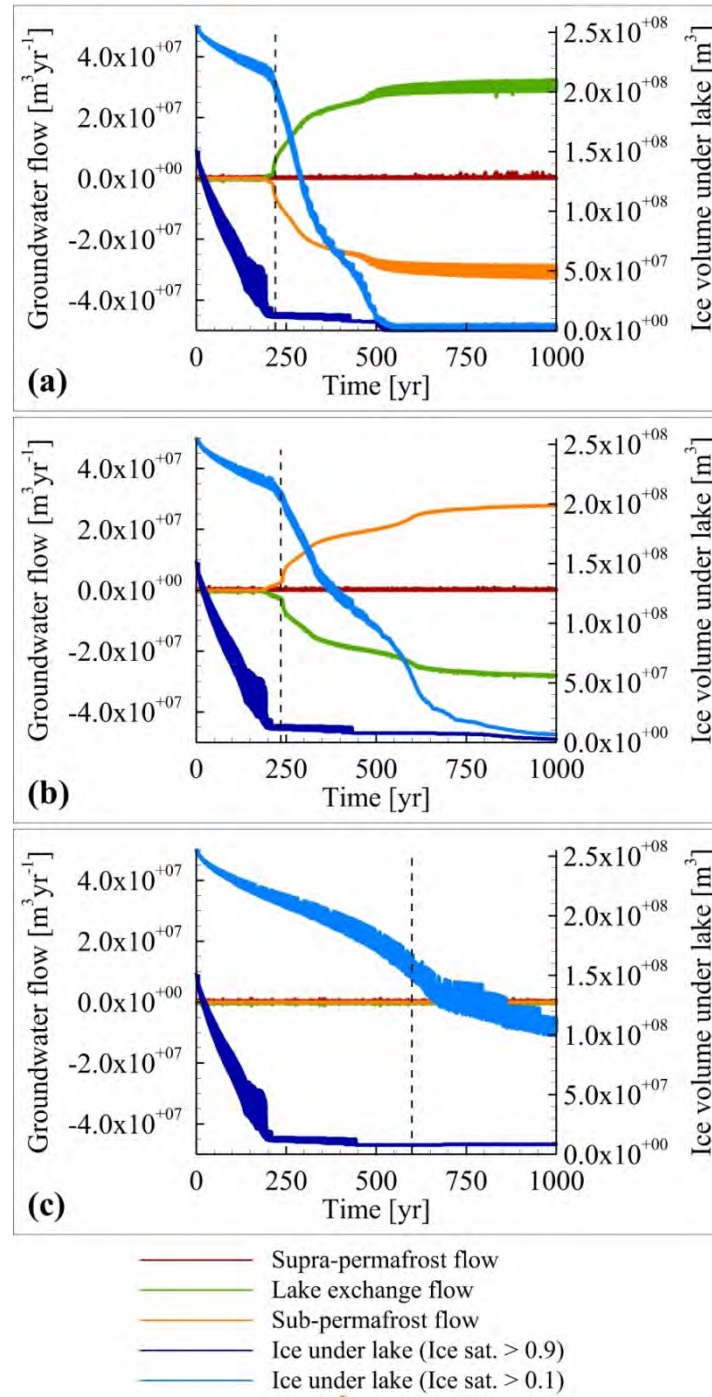 Groundwater flow [m³yr⁻¹]
Ice volume under lake [m³]
4.0x10⁺⁰⁷
2.0x10⁺⁰⁷
0.0x10⁺⁰⁰
-2.0x10⁺⁰⁷
-4.0x10⁺⁰⁷
2.5x10⁺⁰⁸
2.0x10⁺⁰⁸
1.5x10⁺⁰⁸
1.0x10⁺⁰⁸
5.0x10⁺⁰⁷
0.0x10⁺⁰⁰
0 250 500 750 1000
Time [yr]
(a)
Groundwater flow [m³yr⁻¹]
Ice volume under lake [m³]
4.0x10⁺⁰⁷
2.0x10⁺⁰⁷
0.0x10⁺⁰⁰
-2.0x10⁺⁰⁷
-4.0x10⁺⁰⁷
2.5x10⁺⁰⁸
2.0x10⁺⁰⁸
1.5x10⁺⁰⁸
1.0x10⁺⁰⁸
5.0x10⁺⁰⁷
0.0x10⁺⁰⁰
0 250 500 750 1000
Time [yr]
(b)
Groundwater flow [m³yr⁻¹]
Ice volume under lake [m³]
4.0x10⁺⁰⁷
2.0x10⁺⁰⁷
0.0x10⁺⁰⁰
-2.0x10⁺⁰⁷
-4.0x10⁺⁰⁷
2.5x10⁺⁰⁸
2.0x10⁺⁰⁸
1.5x10⁺⁰⁸
1.0x10⁺⁰⁸
5.0x10⁺⁰⁷
0.0x10⁺⁰⁰
0 250 500 750 1000
Time [yr]
(c)
Supra-permafrost flow
Lake exchange flow
Sub-permafrost flow
Ice under lake (Ice sat. > 0.9)
Ice under lake (Ice sat. > 0.1)